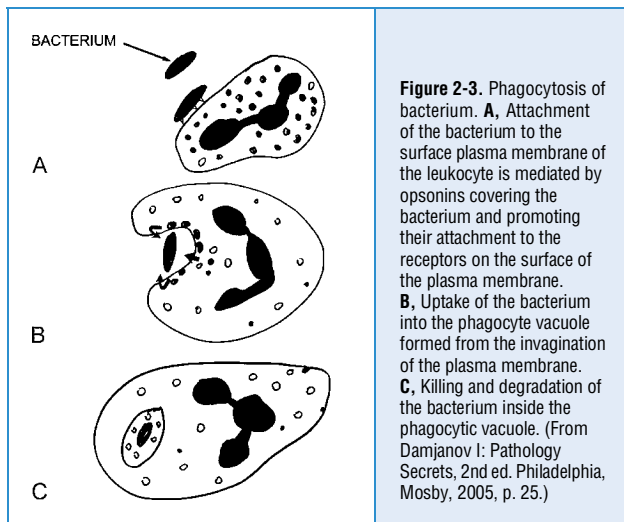 BACTERIUM
A
B
C
Figure 2-3. Phagocytosis of
bacterium. A, Attachment
of the bacterium to the
surface plasma membrane of
the leukocyte is mediated by
opsonins covering the
bacterium and promoting
their attachment to the
receptors on the surface of
the plasma membrane.
B, Uptake of the bacterium
into the phagocyte vacuole
formed from the invagination
of the plasma membrane.
C, Killing and degradation of
the bacterium inside the
phagocytic vacuole. (From
Damjanov I: Pathology
Secrets, 2nd ed. Philadelphia,
Mosby, 2005, p. 25.)